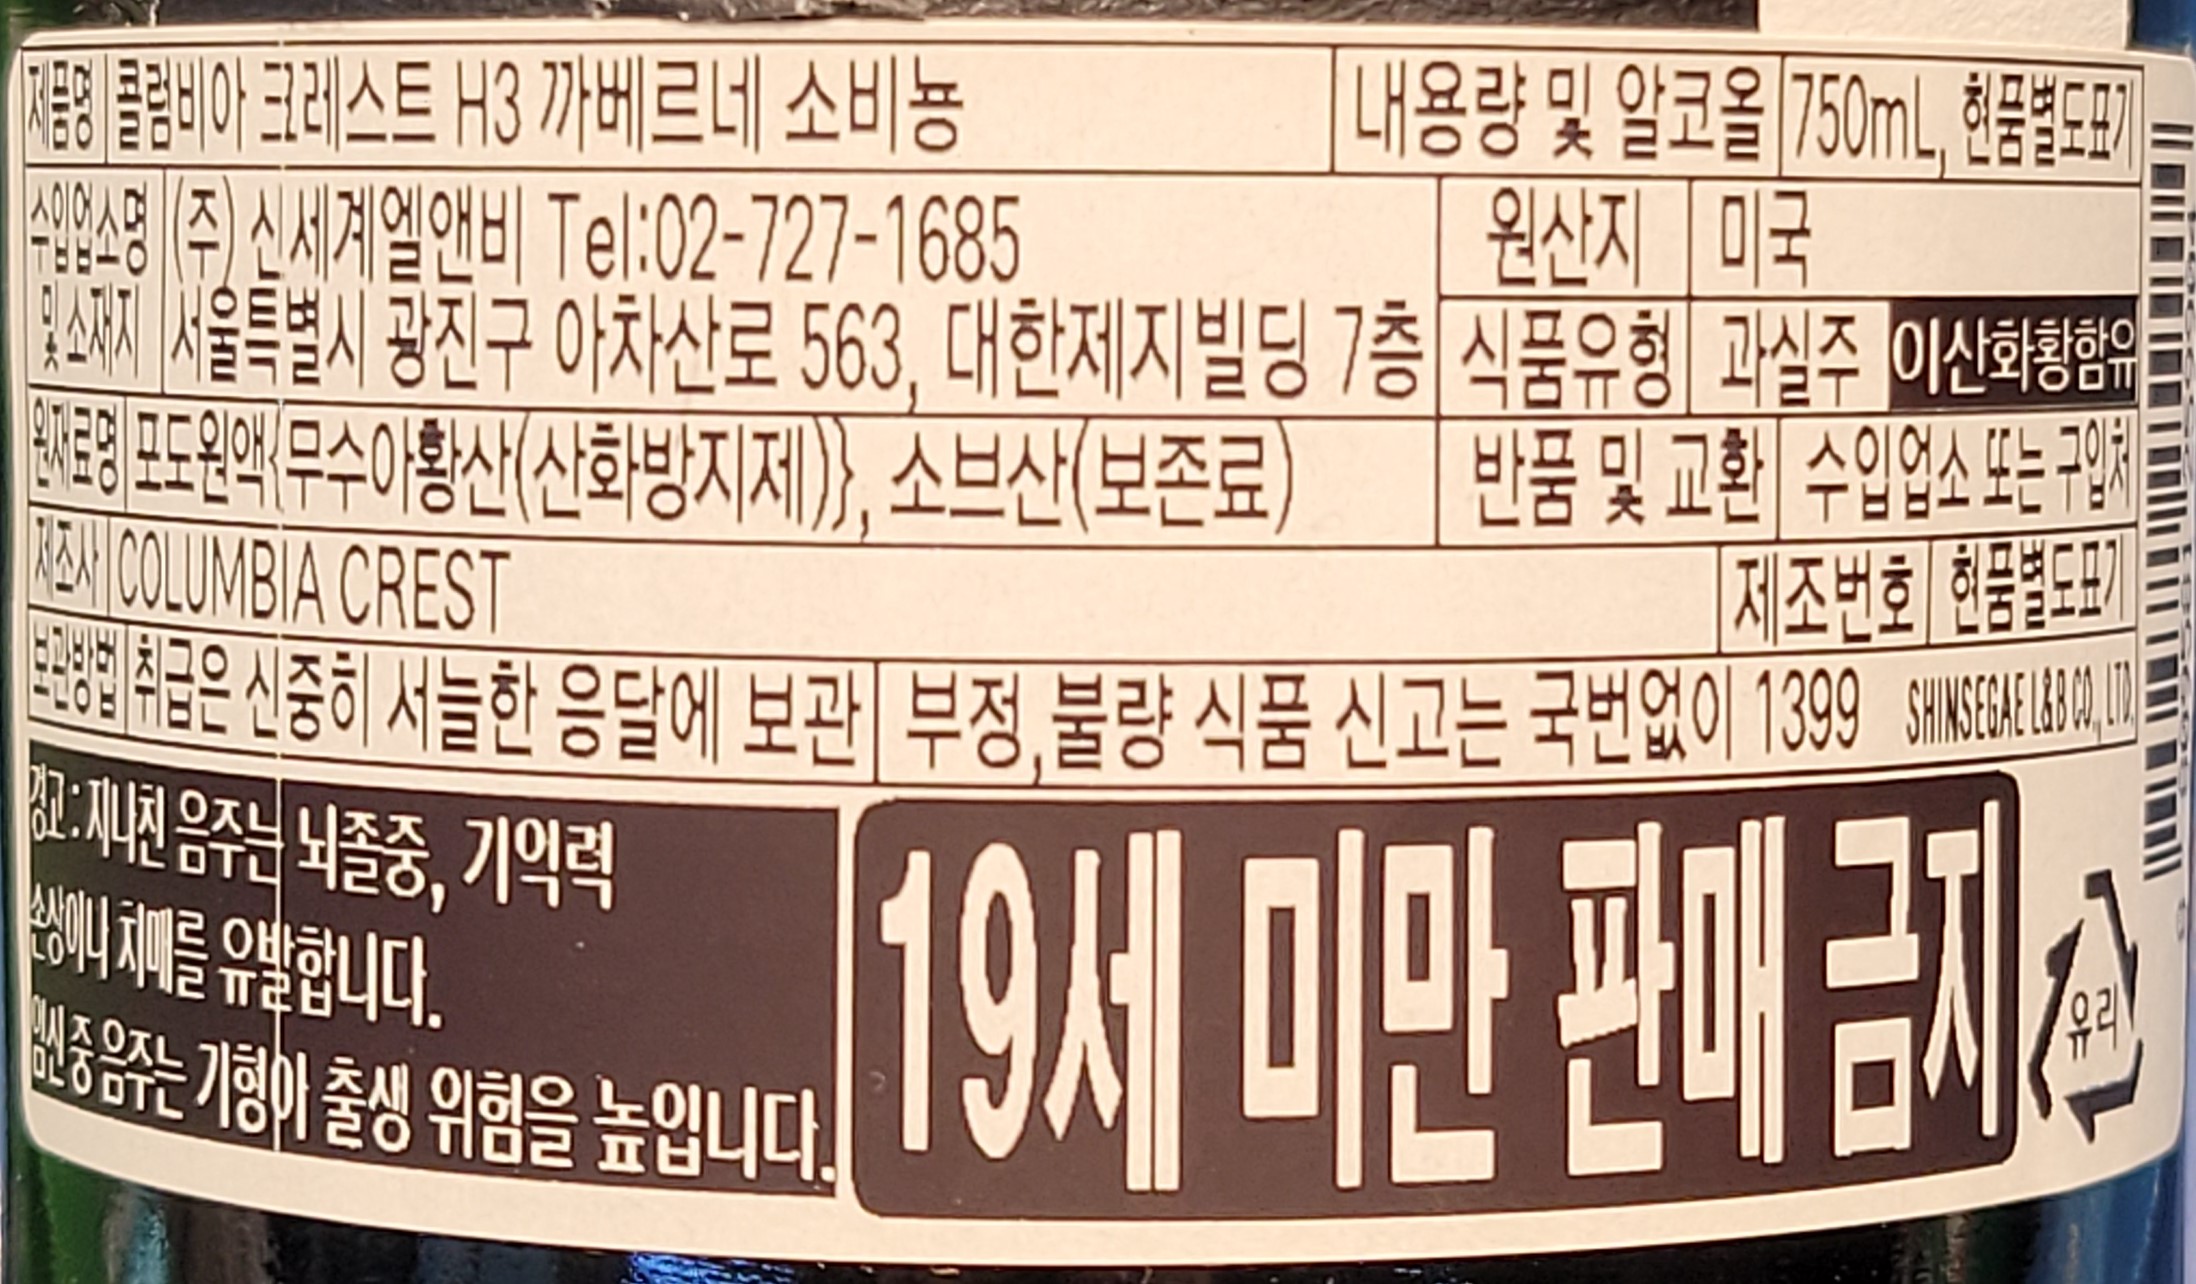 제품명 콜럼비아 크레스트 H3 까베르네 소비뇽 내용량 및 알코올 750mL, 현품별도표기
수입업소명 (주) 신세계엘앤비 Tel:02-727-1685 원산지 미국
및 소재지 서울특별시 광진구 아차산로 563, 대한제지빌딩 7층 식품유형 과실주 이산화황함유
원재료명 포도원액{무수아황산(산화방지제)}, 소브산(보존료) 반품 및 교환 수입업소 또는 구입처
제조사 COLUMBIA CREST 제조번호 현품별도표기
보관방법 취급은 신중히 서늘한 응달에 보관 부정,불량 식품 신고는 국번없이 1399 SHINSEGAE L&B CO., LTD.
경고 : 지나친 음주는 뇌졸중, 기억력
손상이나 치매를 유발합니다.
임신 중 음주는 기형아 출생 위험을 높입니다.
19세 미만 판매 금지
유리